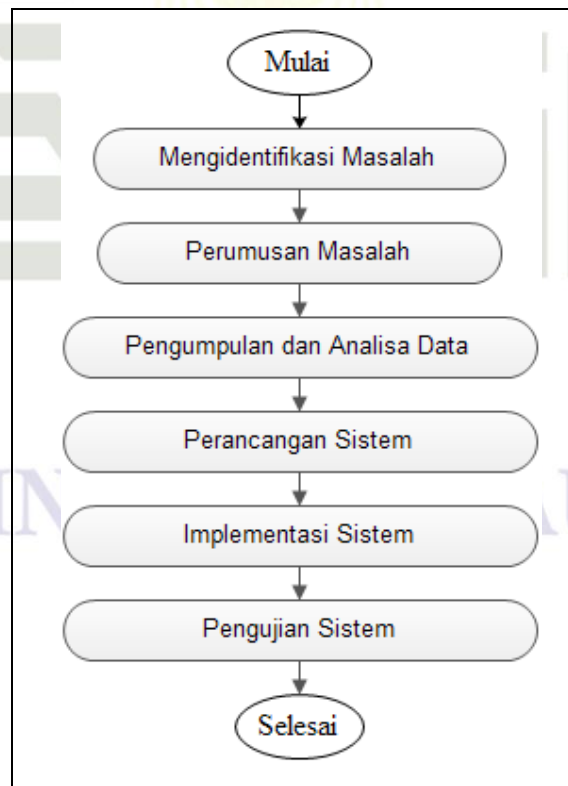 Mulai
Mengidentifikasi Masalah
Perumusan Masalah
Pengumpulan dan Analisa Data
Perancangan Sistem
Implementasi Sistem
Pengujian Sistem
Selesai